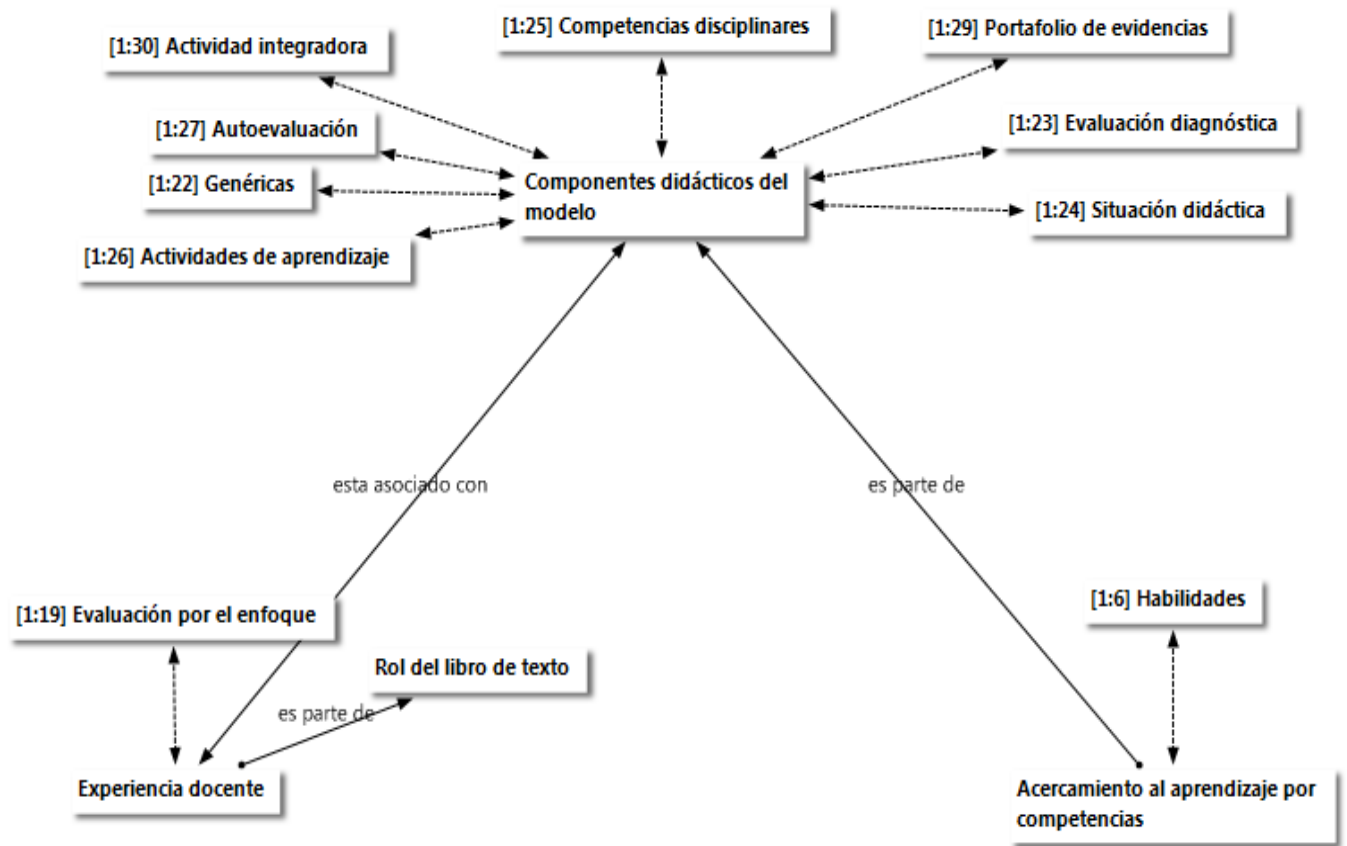 [1:25] Competencias disciplinares
[1:29] Portafolio de evidencias
[1:30] Actividad integradora
[1:27] Autoevaluación
[1:23] Evaluación diagnóstica
[1:22] Genéricas
Componentes didácticos del
modelo
[1:24] Situación didáctica
[1:26] Actividades de aprendizaje
esta asociado con
es parte de
[1:19] Evaluación por el enfoque
[1:6] Habilidades
Rol del libro de texto
es parte de
Experiencia docente
Acercamiento al aprendizaje por
competencias